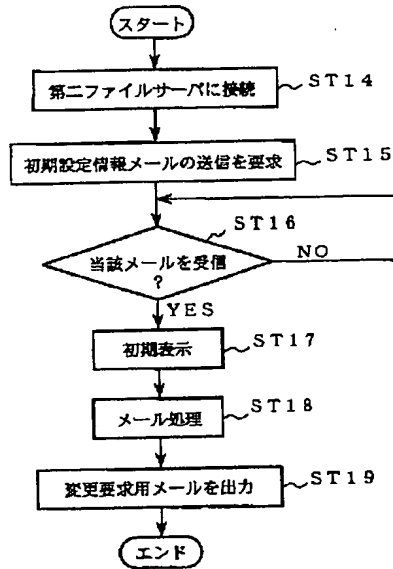 スタート
第二ファイルサーバに接続
ST14
初期設定情報メールの送信を要求
ST15
ST16
当該メールを受信
?
NO
YES
初期表示
ST17
メール処理
ST18
変更要求用メールを出力
ST19
エンド